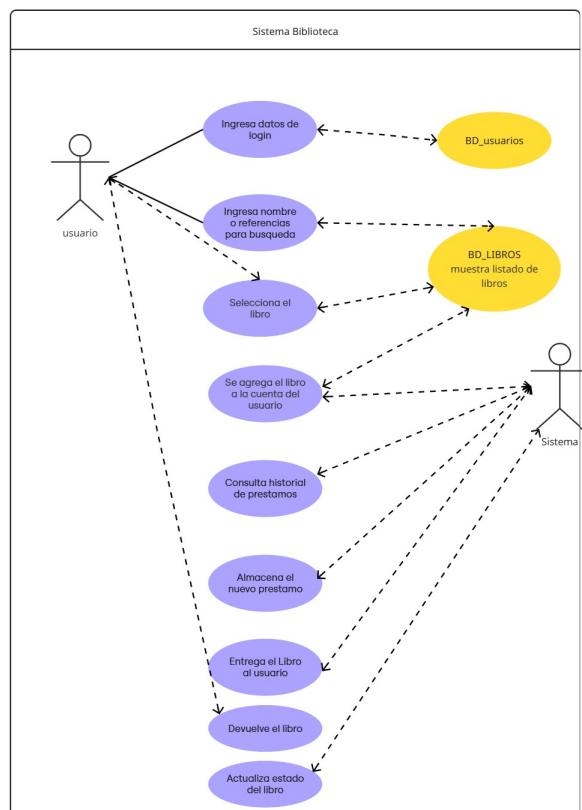 Sistema Biblioteca
Ingresa datos de
login
BD_usuarios
usuario
Ingresa nombre
o referencias
para busqueda
BD_LIBROS
muestra listado de
libros
Selecciona el
libro
Se agrega el libro
a la cuenta del
usuario
Sistema
Consulta historial
de prestamos
Almacena el
nuevo prestamo
Entrega el Libro
al usuario
Devuelve el libro
Actualiza estado
del libro